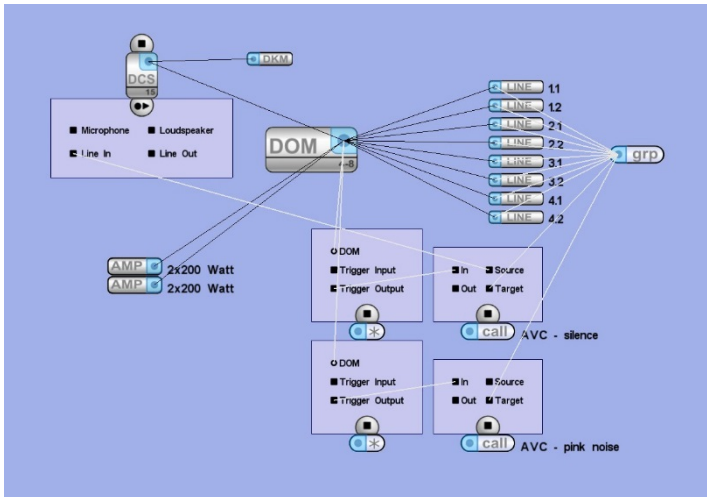 DKM
DCS
15
Microphone
Loudspeaker
Line In
Line Out
DOM
LINE 1.1
LINE 1.2
LINE 2.1
LINE 2.2
LINE 3.1
LINE 3.2
LINE 4.1
LINE 4.2
grp
AMP 2x200 Watt
AMP 2x200 Watt
DOM
Trigger Input
Trigger Output
In
Source
Out
Target
call AVC - silence
DOM
Trigger Input
Trigger Output
In
Source
Out
Target
call AVC - pink noise